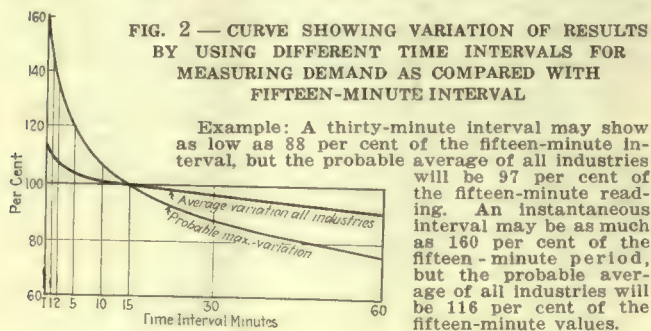 FIG. 2 — CURVE SHOWING VARIATION OF RESULTS
BY USING DIFFERENT TIME INTERVALS FOR
MEASURING DEMAND AS COMPARED WITH
FIFTEEN-MINUTE INTERVAL
Example: A thirty-minute interval may show
as low as 88 per cent of the fifteen-minute in-
terval, but the probable average of all industries
will be 97 per cent of
the fifteen-minute read-
ing. An instantaneous
interval may be as much
as 160 per cent of the
fifteen-minute period,
but the probable aver-
age of all industries will
be 116 per cent of the
fifteen-minute values.
160
140
120
100
80
60
Per Cent
Average variation all industries
Probable max. variation
1 2 5 10 15 30 60
Time Interval Minutes